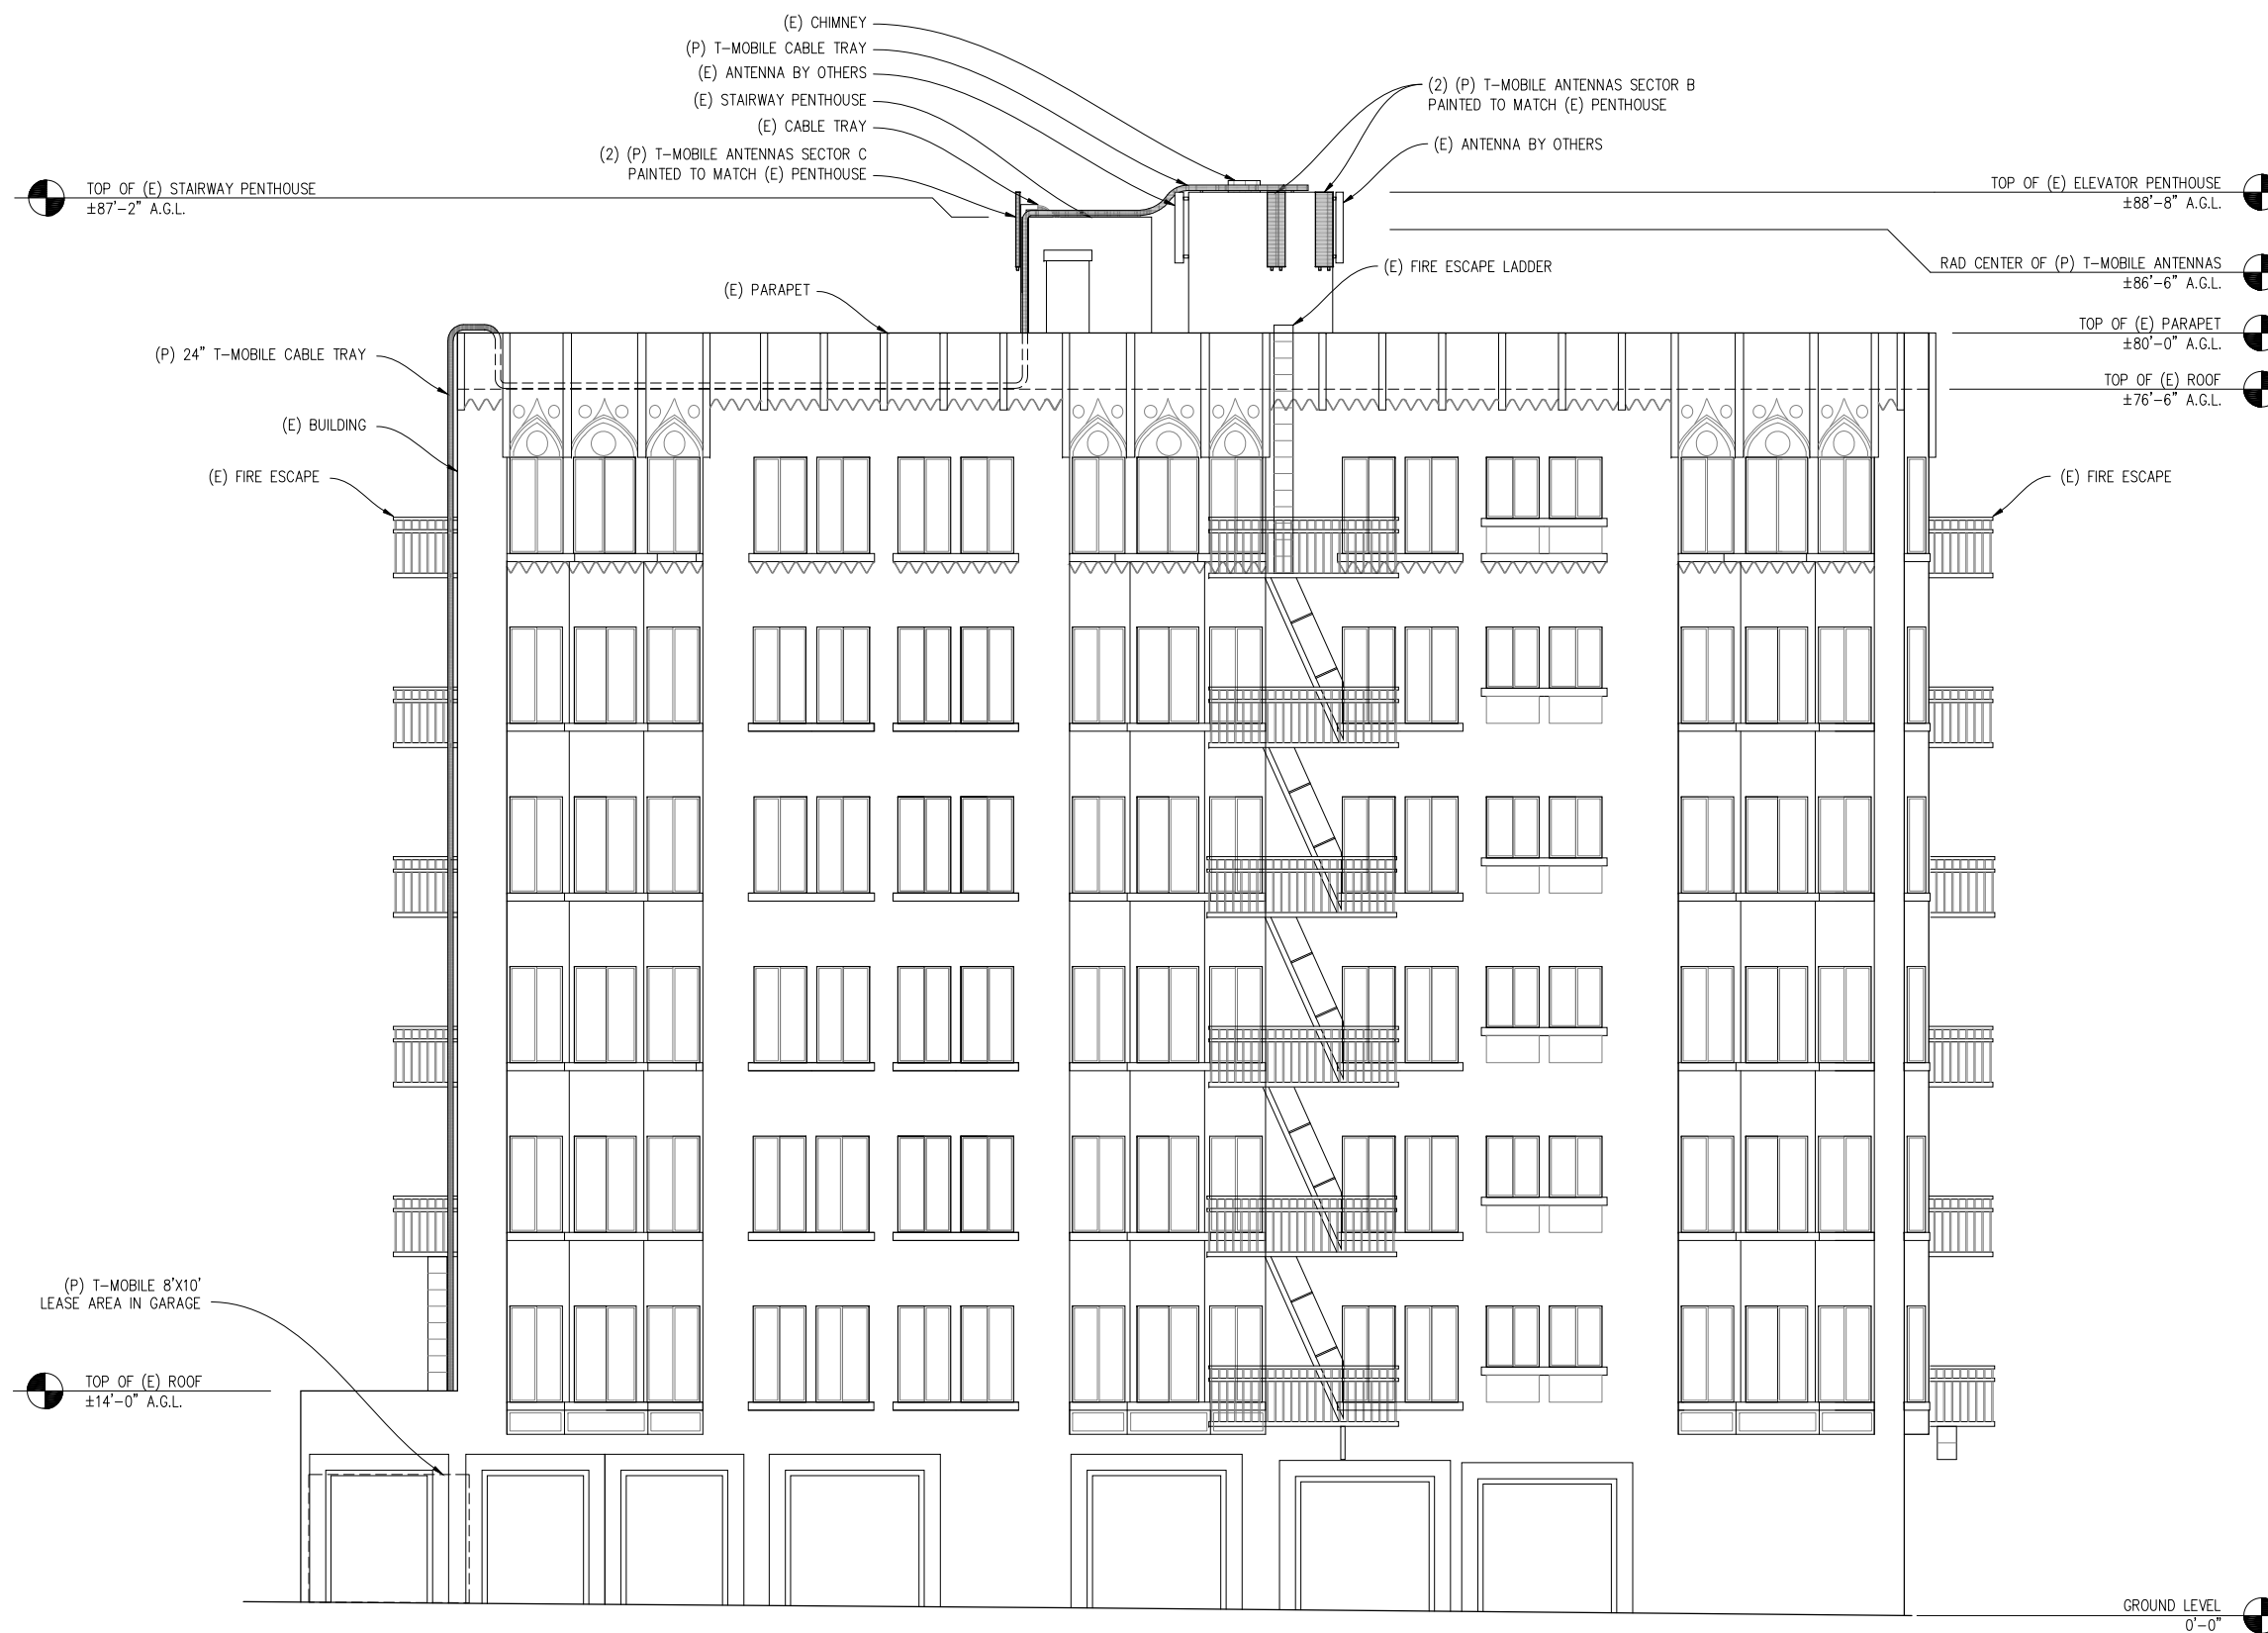 (E) CHIMNEY
(P) T-MOBILE CABLE TRAY
(E) ANTENNA BY OTHERS
(E) STAIRWAY PENTHOUSE
(E) CABLE TRAY
(2) (P) T-MOBILE ANTENNAS SECTOR C
PAINTED TO MATCH (E) PENTHOUSE
(2) (P) T-MOBILE ANTENNAS SECTOR B
PAINTED TO MATCH (E) PENTHOUSE
(E) ANTENNA BY OTHERS
TOP OF (E) STAIRWAY PENTHOUSE
±87'-2" A.G.L.
TOP OF (E) ELEVATOR PENTHOUSE
±88'-8" A.G.L.
RAD CENTER OF (P) T-MOBILE ANTENNAS
±86'-6" A.G.L.
(E) FIRE ESCAPE LADDER
(E) PARAPET
TOP OF (E) PARAPET
±80'-0" A.G.L.
(P) 24" T-MOBILE CABLE TRAY
TOP OF (E) ROOF
±76'-6" A.G.L.
(E) BUILDING
(E) FIRE ESCAPE
(E) FIRE ESCAPE
(P) T-MOBILE 8'X10'
LEASE AREA IN GARAGE
TOP OF (E) ROOF
±14'-0" A.G.L.
GROUND LEVEL
0'-0"